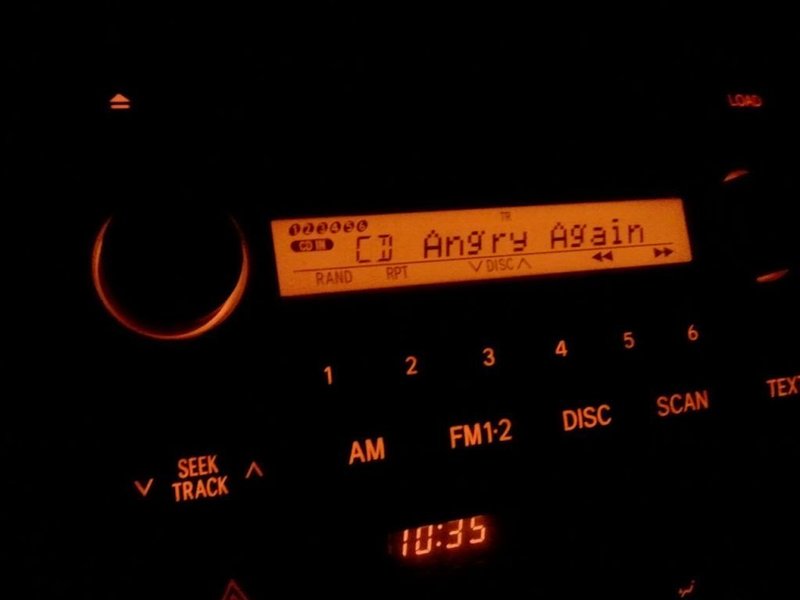 LOAD
123456
TR
CD IN
CD Angry Again
RAND RPT DISC
1 2 3 4 5 6
AM FM1·2 DISC SCAN TEXT
SEEK
TRACK
10:35